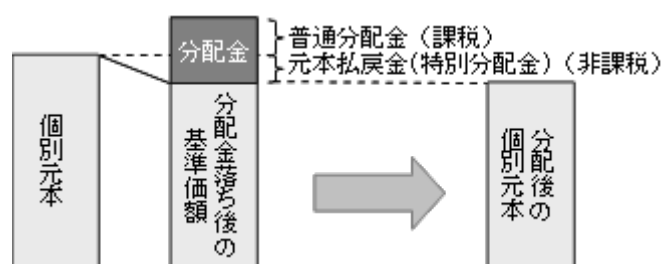 分配金
普通分配金（課税）
元本払戻金(特別分配金)（非課税）
個別元本
分配金落ち後の
基準価額
分配後の
個別元本